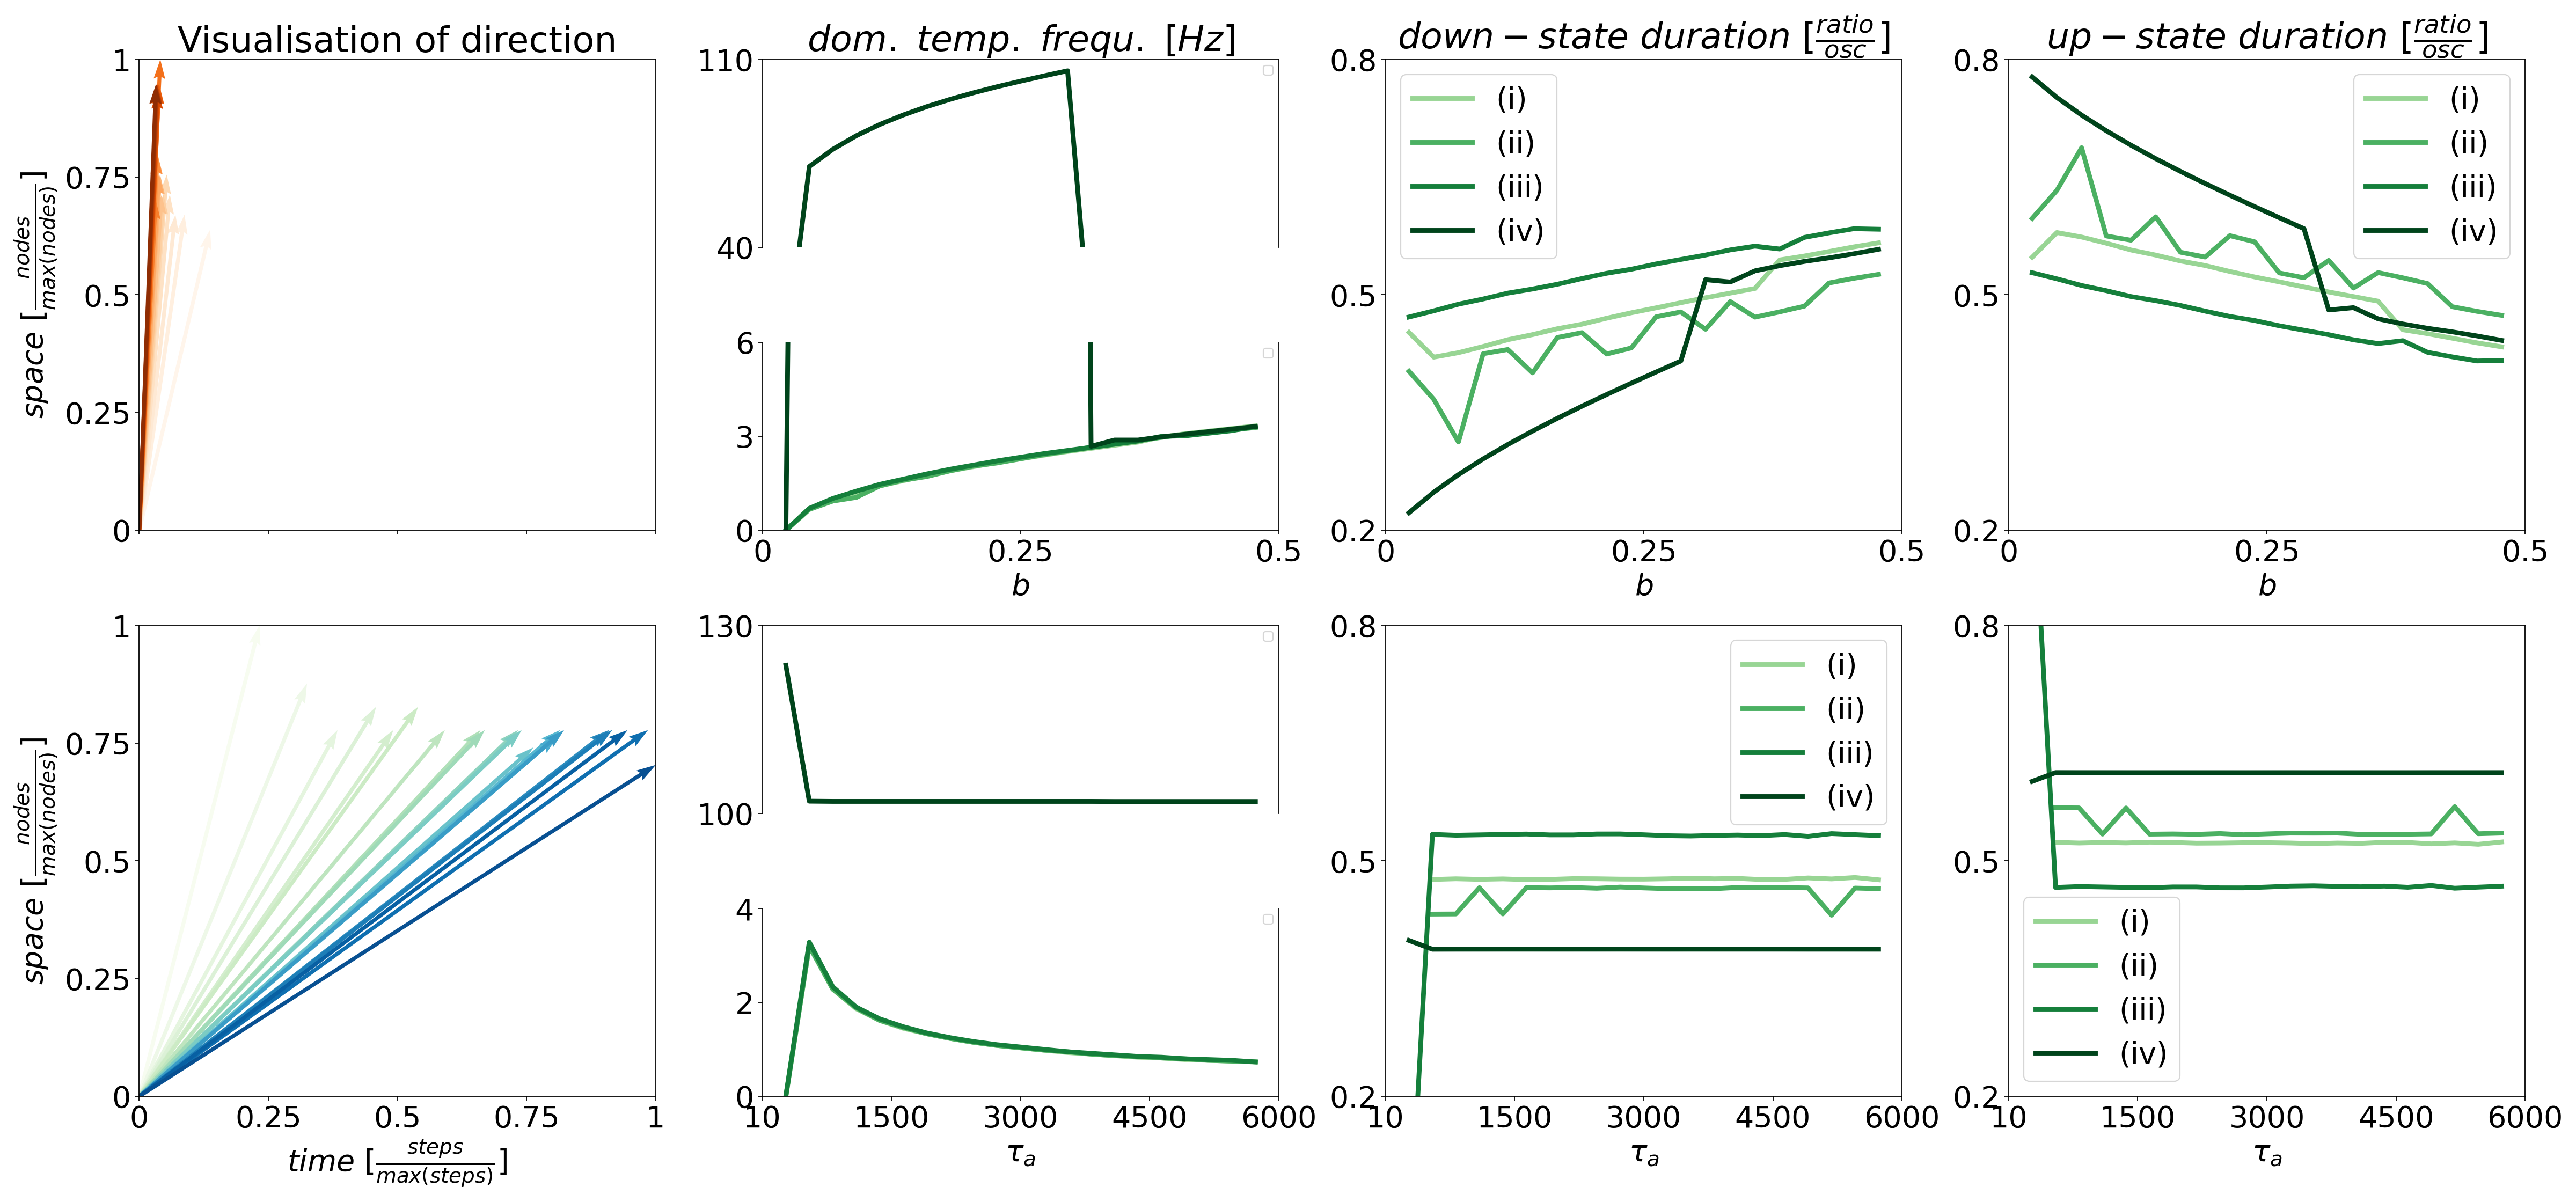 Visualisation of direction
dom. temp. frequ. [Hz]
down − state duration [ratio/osc]
up − state duration [ratio/osc]
1
0.75
0.5
0.25
0
space [nodes/max(nodes)]
110
40
6
3
0
0 0.25 0.5
b
0.8
0.5
0.2
(i)
(ii)
(iii)
(iv)
0 0.25 0.5
b
0.8
0.5
0.2
(i)
(ii)
(iii)
(iv)
0 0.25 0.5
b
1
0.75
0.5
0.25
0
space [nodes/max(nodes)]
0 0.25 0.5 0.75 1
time [steps/max(steps)]
130
100
4
2
0
10 1500 3000 4500 6000
τa
0.8
0.5
0.2
(i)
(ii)
(iii)
(iv)
10 1500 3000 4500 6000
τa
0.8
0.5
0.2
(i)
(ii)
(iii)
(iv)
10 1500 3000 4500 6000
τa